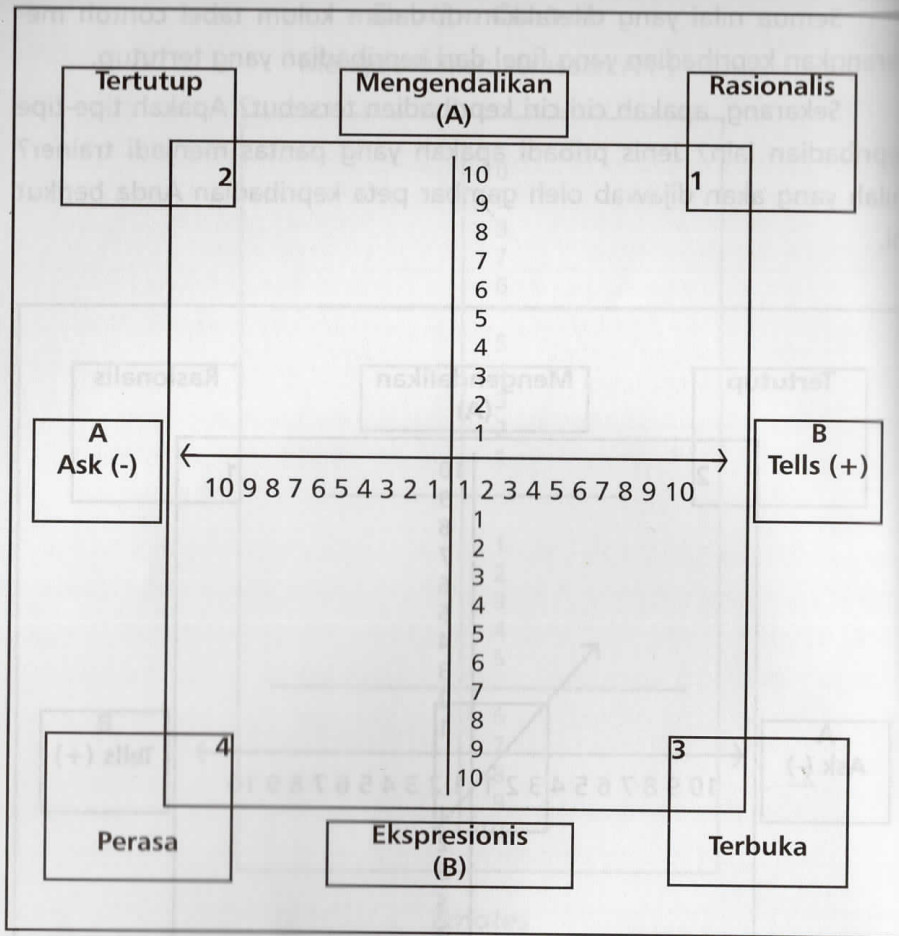 Tertutup
2
Mengendalikan
(A)
Rasionalis
1
10
9
8
7
6
5
4
3
2
1
A
Ask (-)
B
Tells (+)
10 9 8 7 6 5 4 3 2 1 1 2 3 4 5 6 7 8 9 10
1
2
3
4
5
6
7
8
9
10
4
Perasa
Ekspresionis
(B)
3
Terbuka